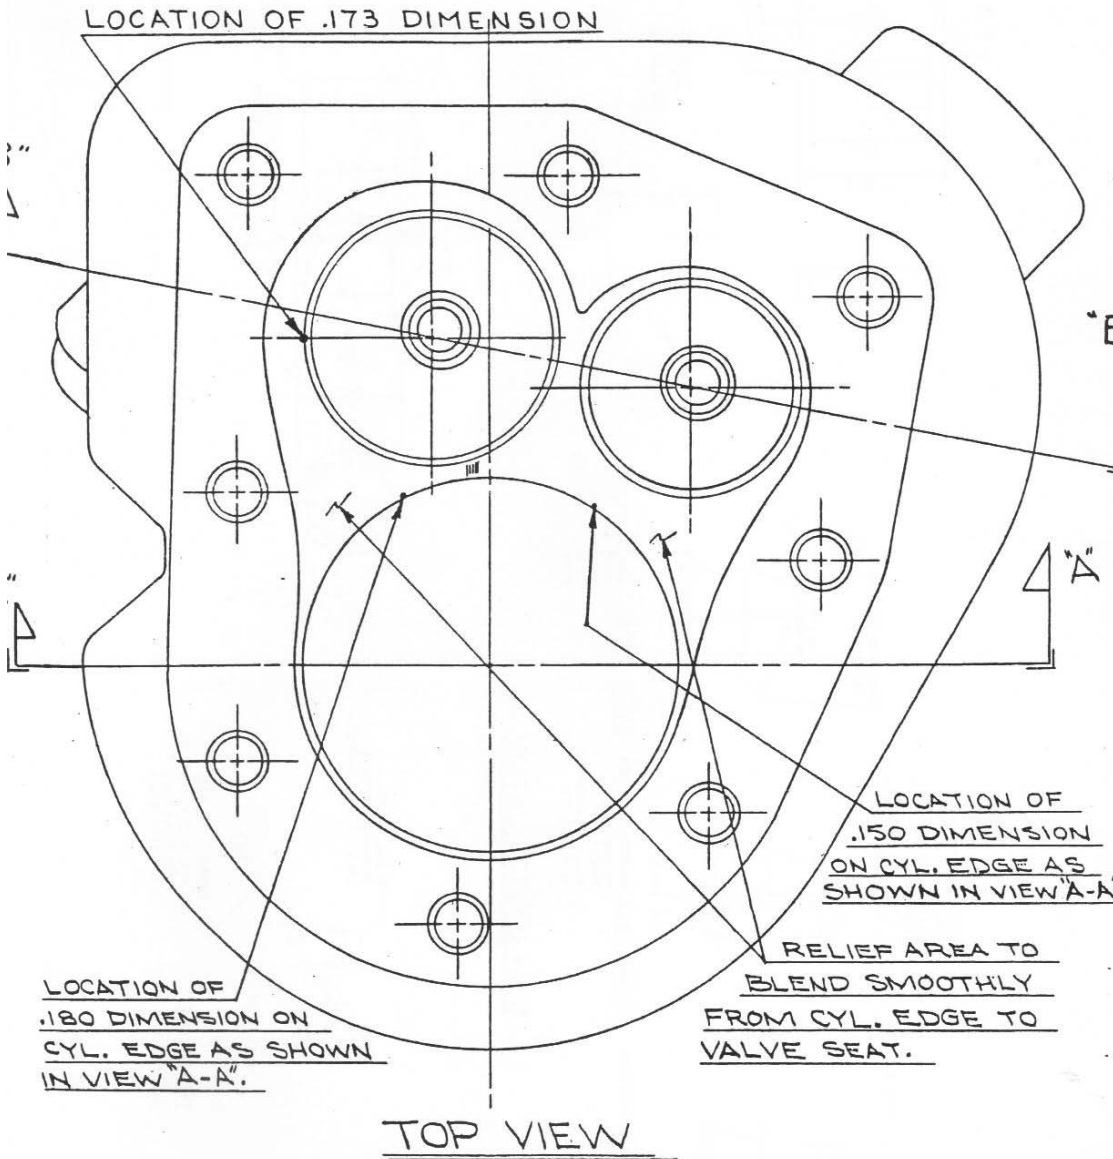 LOCATION OF .173 DIMENSION
"A"
LOCATION OF
.150 DIMENSION
ON CYL. EDGE AS
SHOWN IN VIEW "A-A"
RELIEF AREA TO
BLEND SMOOTHLY
FROM CYL. EDGE TO
VALVE SEAT.
LOCATION OF
.180 DIMENSION ON
CYL. EDGE AS SHOWN
IN VIEW "A-A".
TOP VIEW